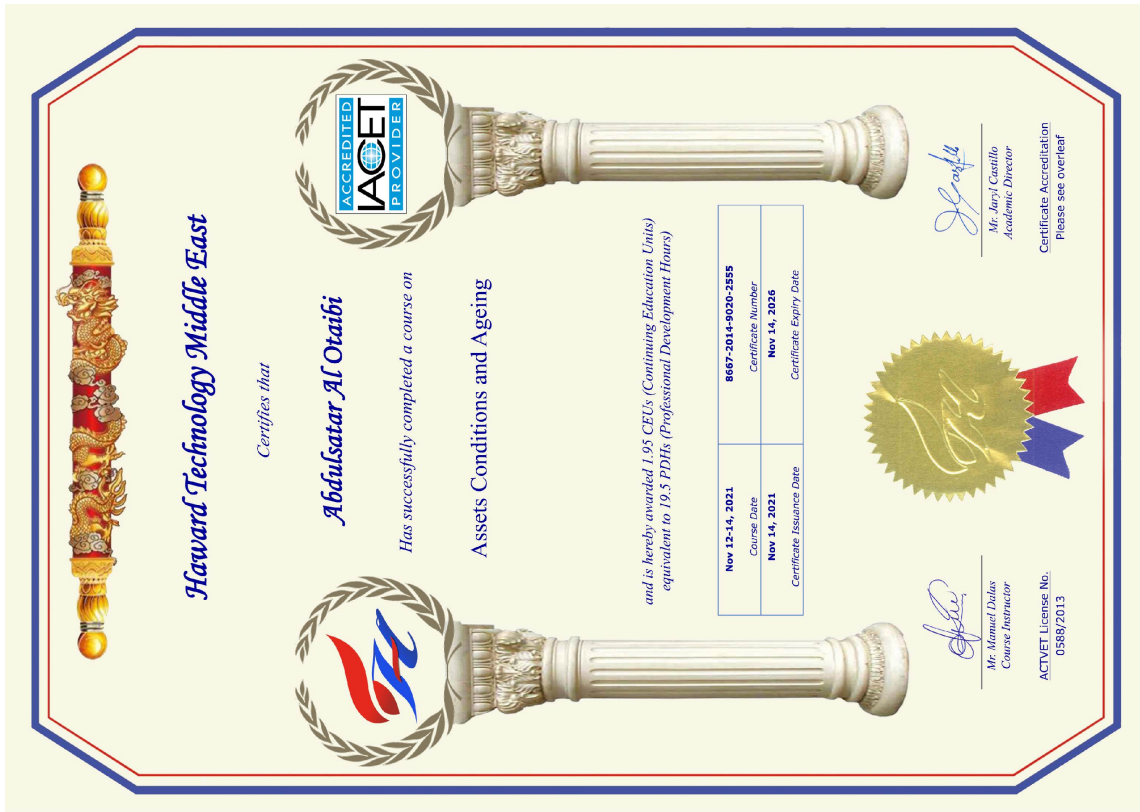 ACCREDITED
IACET
PROVIDER
Haward Technology Middle East
Certifies that
Abdulsatar Al Otaibi
Has successfully completed a course on
Assets Conditions and Ageing
and is hereby awarded 1.95 CEUs (Continuing Education Units)
equivalent to 19.5 PDHs (Professional Development Hours)
Nov 12-14, 2021 8667-2014-9020-2555
Course Date Certificate Number
Nov 14, 2021 Nov 14, 2026
Certificate Issuance Date Certificate Expiry Date
Mr. Manuel Dalas Mr. Jaryl Castillo
Course Instructor Academic Director
ACTVET License No. Certificate Accreditation
0588/2013 Please see overleaf